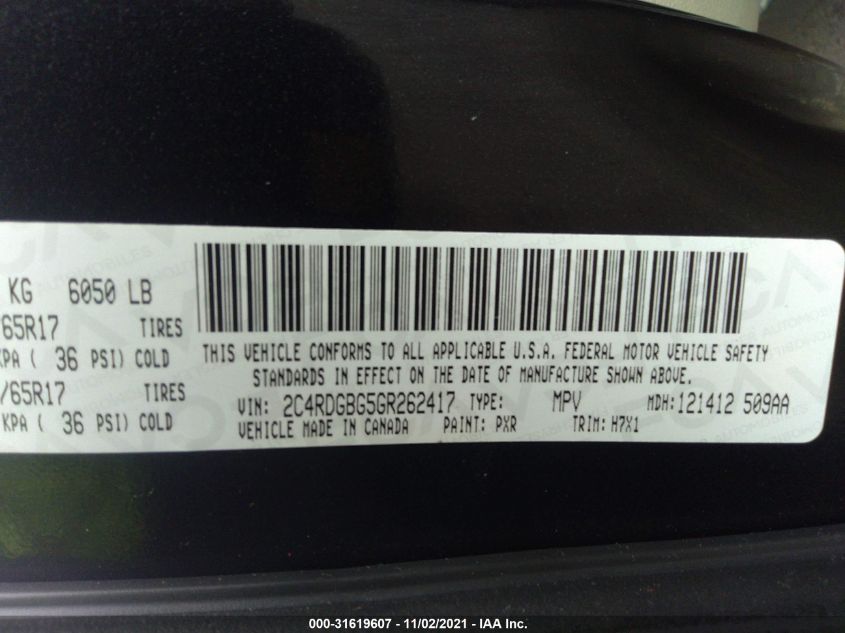 KG 6050 LB
65R17 TIRES
KPA ( 36 PSI) COLD
/65R17 TIRES
KPA ( 36 PSI) COLD
THIS VEHICLE CONFORMS TO ALL APPLICABLE U.S.A. FEDERAL MOTOR VEHICLE SAFETY
STANDARDS IN EFFECT ON THE DATE OF MANUFACTURE SHOWN ABOVE.
VIN: 2C4RDGBG5GR262417 TYPE: MPV MDH:121412 509AA
VEHICLE MADE IN CANADA PAINT: PXR TRIM: H7X1
000-31619607 - 11/02/2021 - IAA Inc.